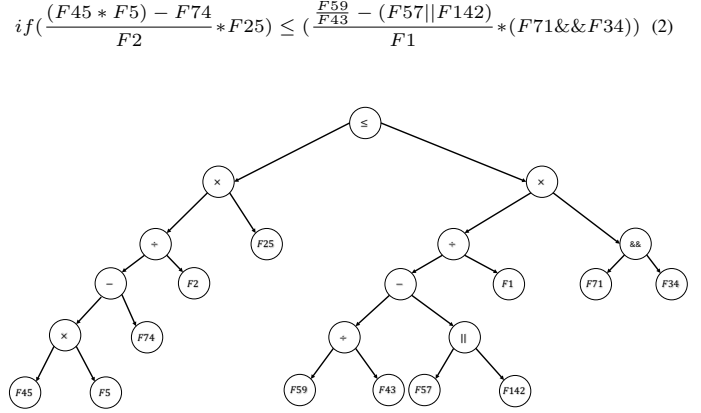 if((F45 * F5) − F74 / F2 * F25) ≤ (F59 / F43 − (F57||F142) / F1 * (F71&&F34)) (2)
≤
× ×
÷ F25 ÷ &&
− F2 − F1 F71 F34
× F74 ÷ ||
F45 F5 F59 F43 F57 F142